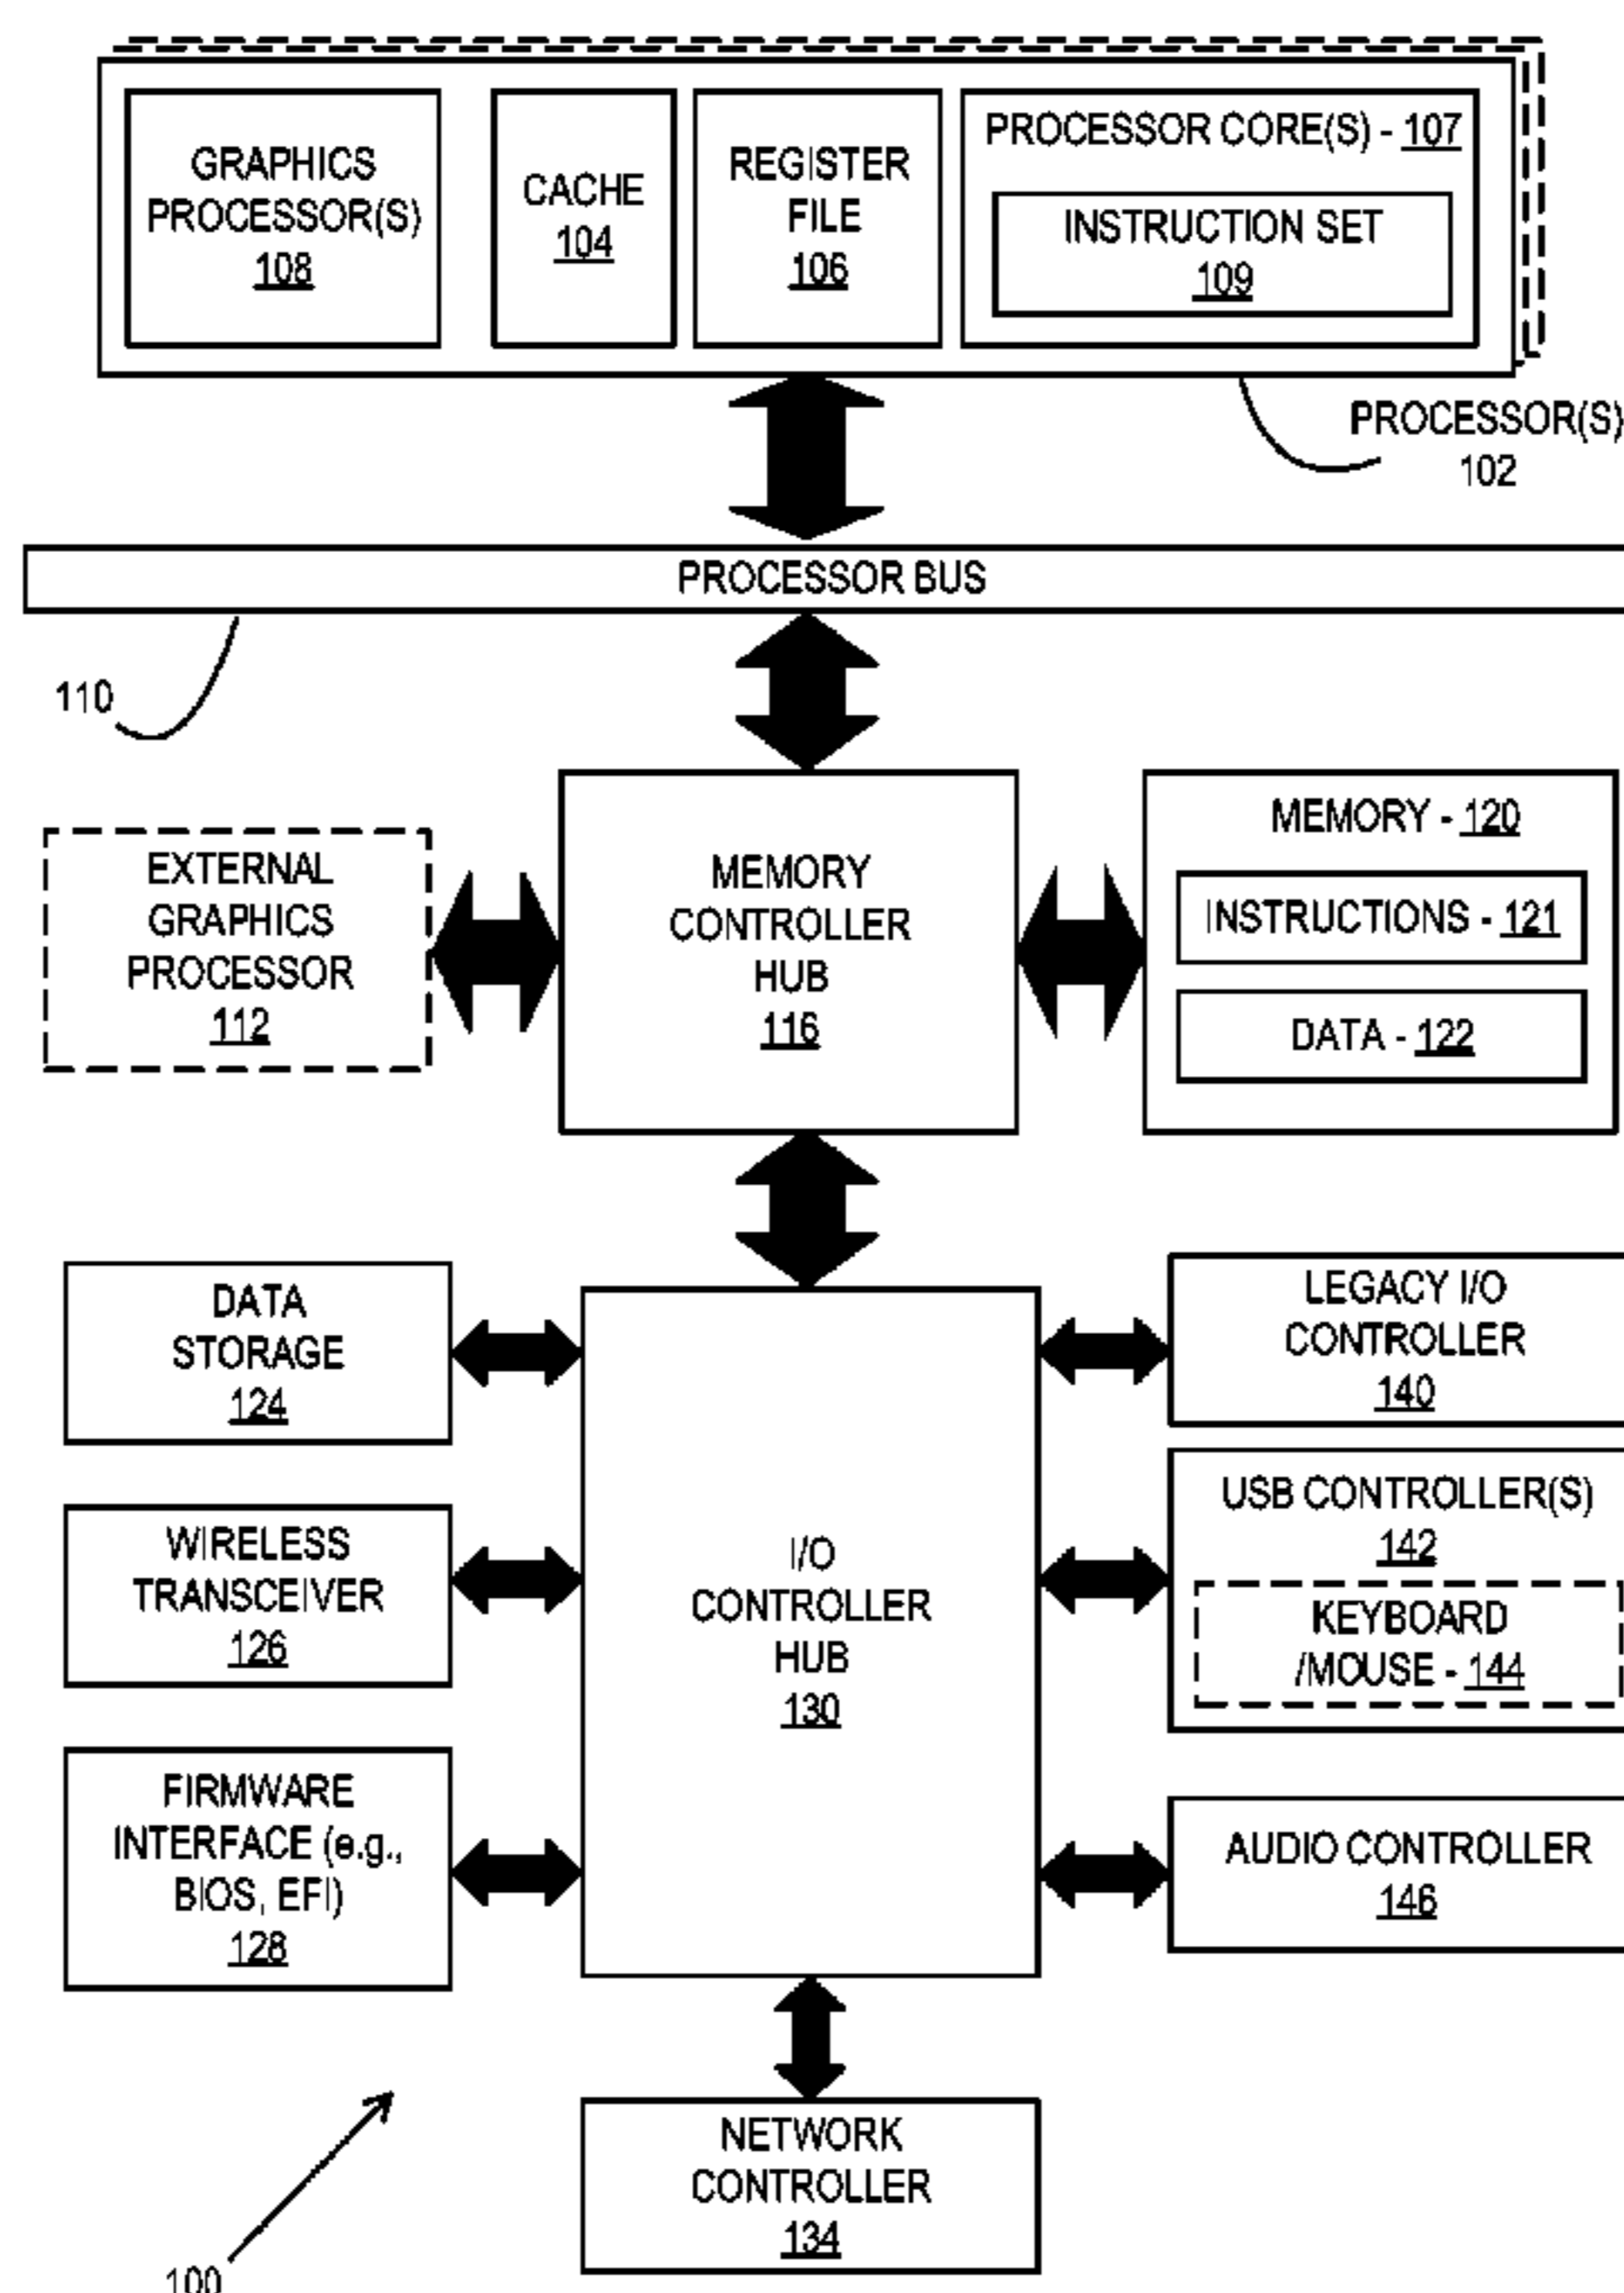 GRAPHICS
PROCESSOR(S)
108
CACHE
104
REGISTER
FILE
106
PROCESSOR CORE(S) - 107
INSTRUCTION SET
109
PROCESSOR(S)
102
PROCESSOR BUS
110
EXTERNAL
GRAPHICS
PROCESSOR
112
MEMORY
CONTROLLER
HUB
116
MEMORY - 120
INSTRUCTIONS - 121
DATA - 122
DATA
STORAGE
124
WIRELESS
TRANSCEIVER
126
FIRMWARE
INTERFACE (e.g.,
BIOS, EFI)
128
I/O
CONTROLLER
HUB
130
LEGACY I/O
CONTROLLER
140
USB CONTROLLER(S)
142
KEYBOARD
/MOUSE - 144
AUDIO CONTROLLER
146
NETWORK
CONTROLLER
134
100